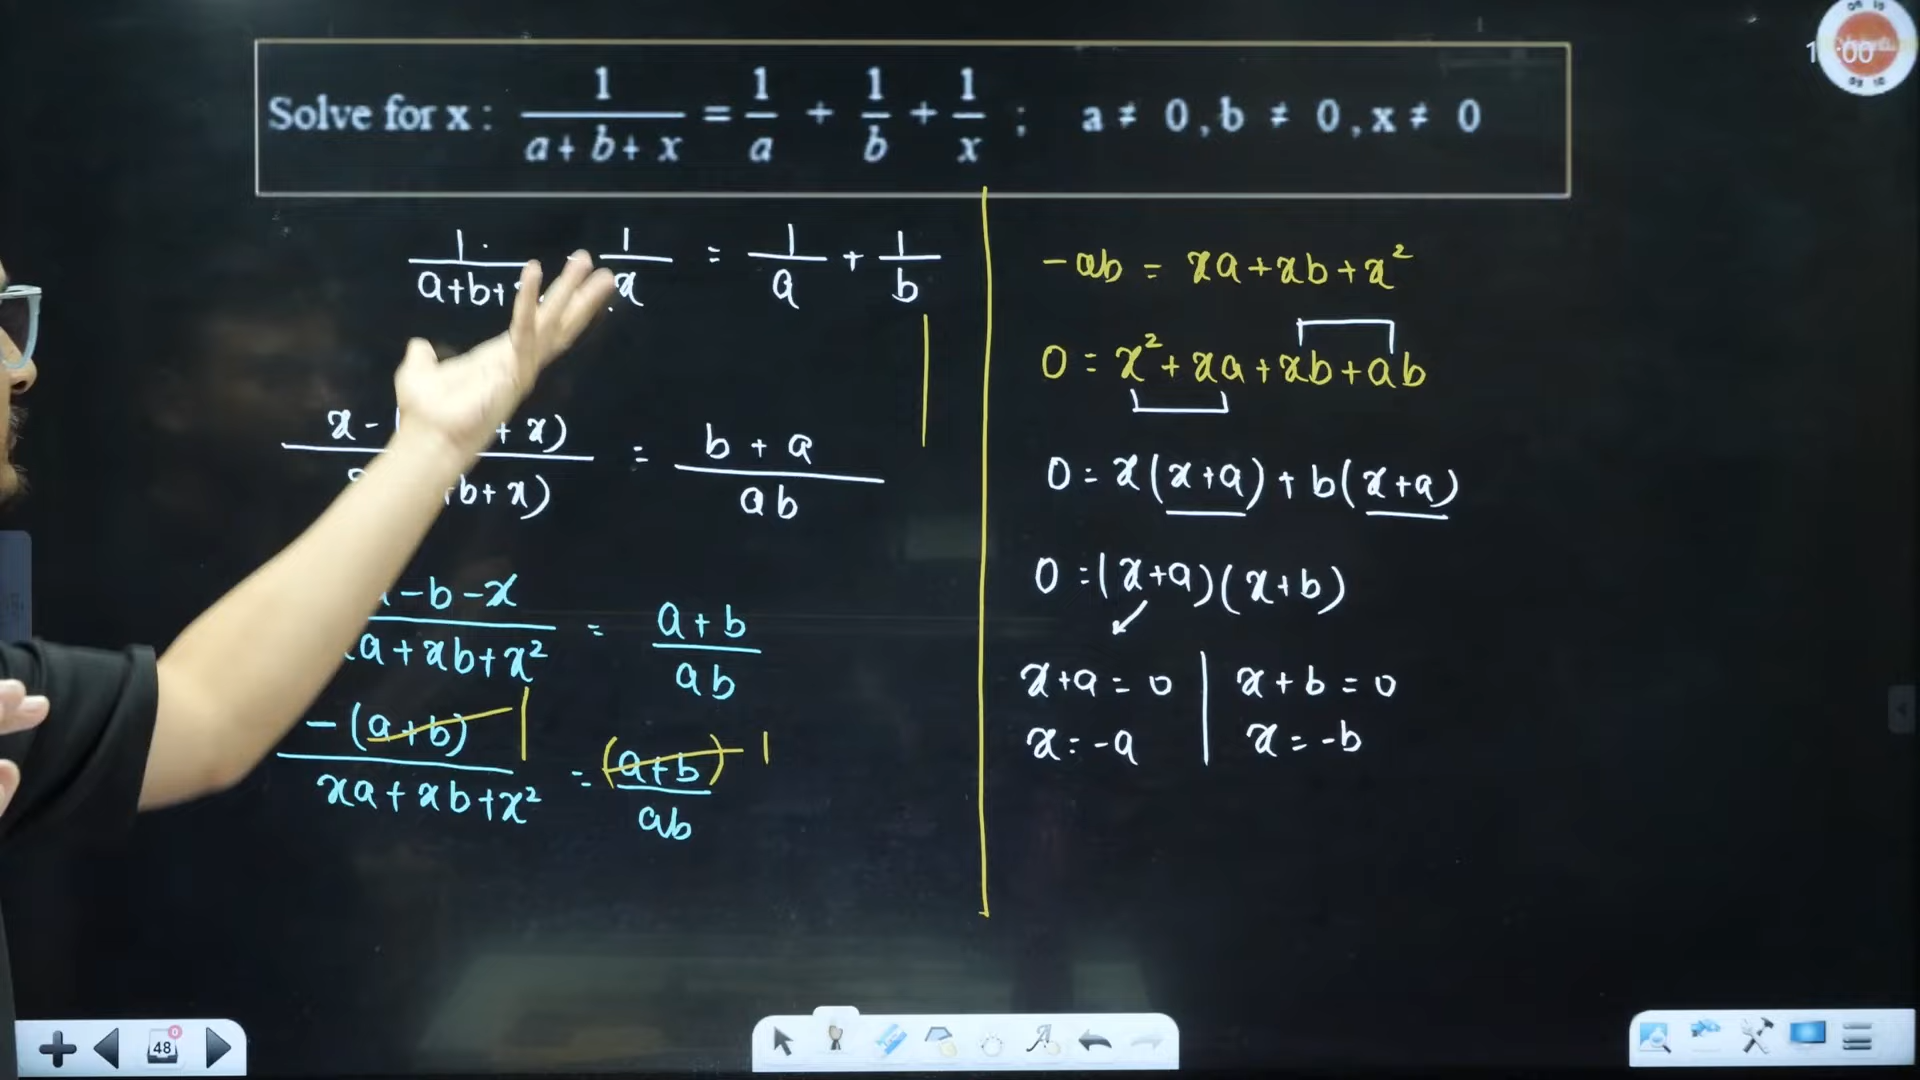 Solve for x : 1/(a + b + x) = 1/a + 1/b + 1/x ; a ≠ 0 , b ≠ 0 , x ≠ 0
1/(a+b+ 1/x = 1/a + 1/b
x - + x) / b + x) = b + a / ab
-b-x / a+xb+x² = a+b / ab
-(a+b) 1 / xa+xb+x² = (a+b) 1 / ab
-ab = xa+xb+x²
0 = x²+xa+xb+ab
0 = x(x+a) + b(x+a)
0 = (x+a)(x+b)
x+a = 0 | x+b = 0
x = -a | x = -b
48